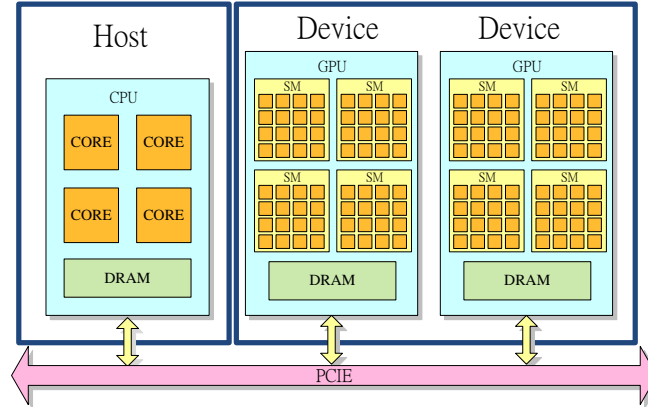 Host
CPU
CORE CORE
CORE CORE
DRAM
Device
GPU
SM SM
SM SM
DRAM
Device
GPU
SM SM
SM SM
DRAM
PCIE